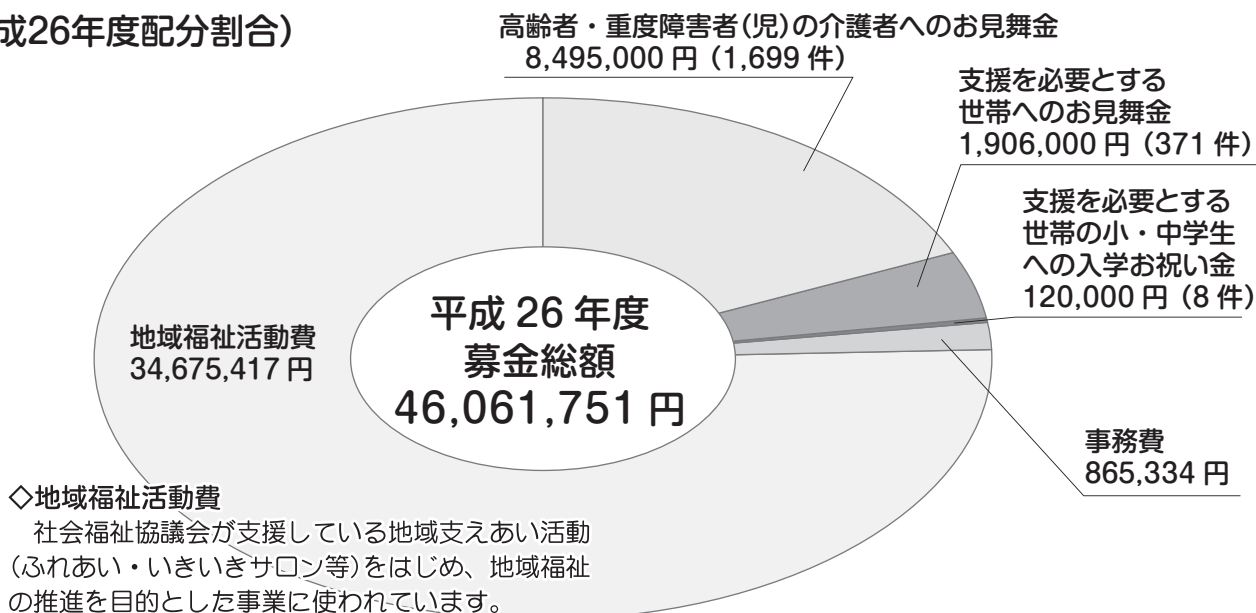 成26年度配分割合)
高齢者・重度障害者(児)の介護者へのお見舞金
8,495,000 円（1,699 件）
支援を必要とする
世帯へのお見舞金
1,906,000 円（371 件）
支援を必要とする
世帯の小・中学生
への入学お祝い金
120,000 円（8 件）
平成 26 年度
募金総額
46,061,751 円
地域福祉活動費
34,675,417 円
事務費
865,334 円
◇地域福祉活動費
社会福祉協議会が支援している地域支えあい活動
(ふれあい・いきいきサロン等)をはじめ、地域福祉
の推進を目的とした事業に使われています。